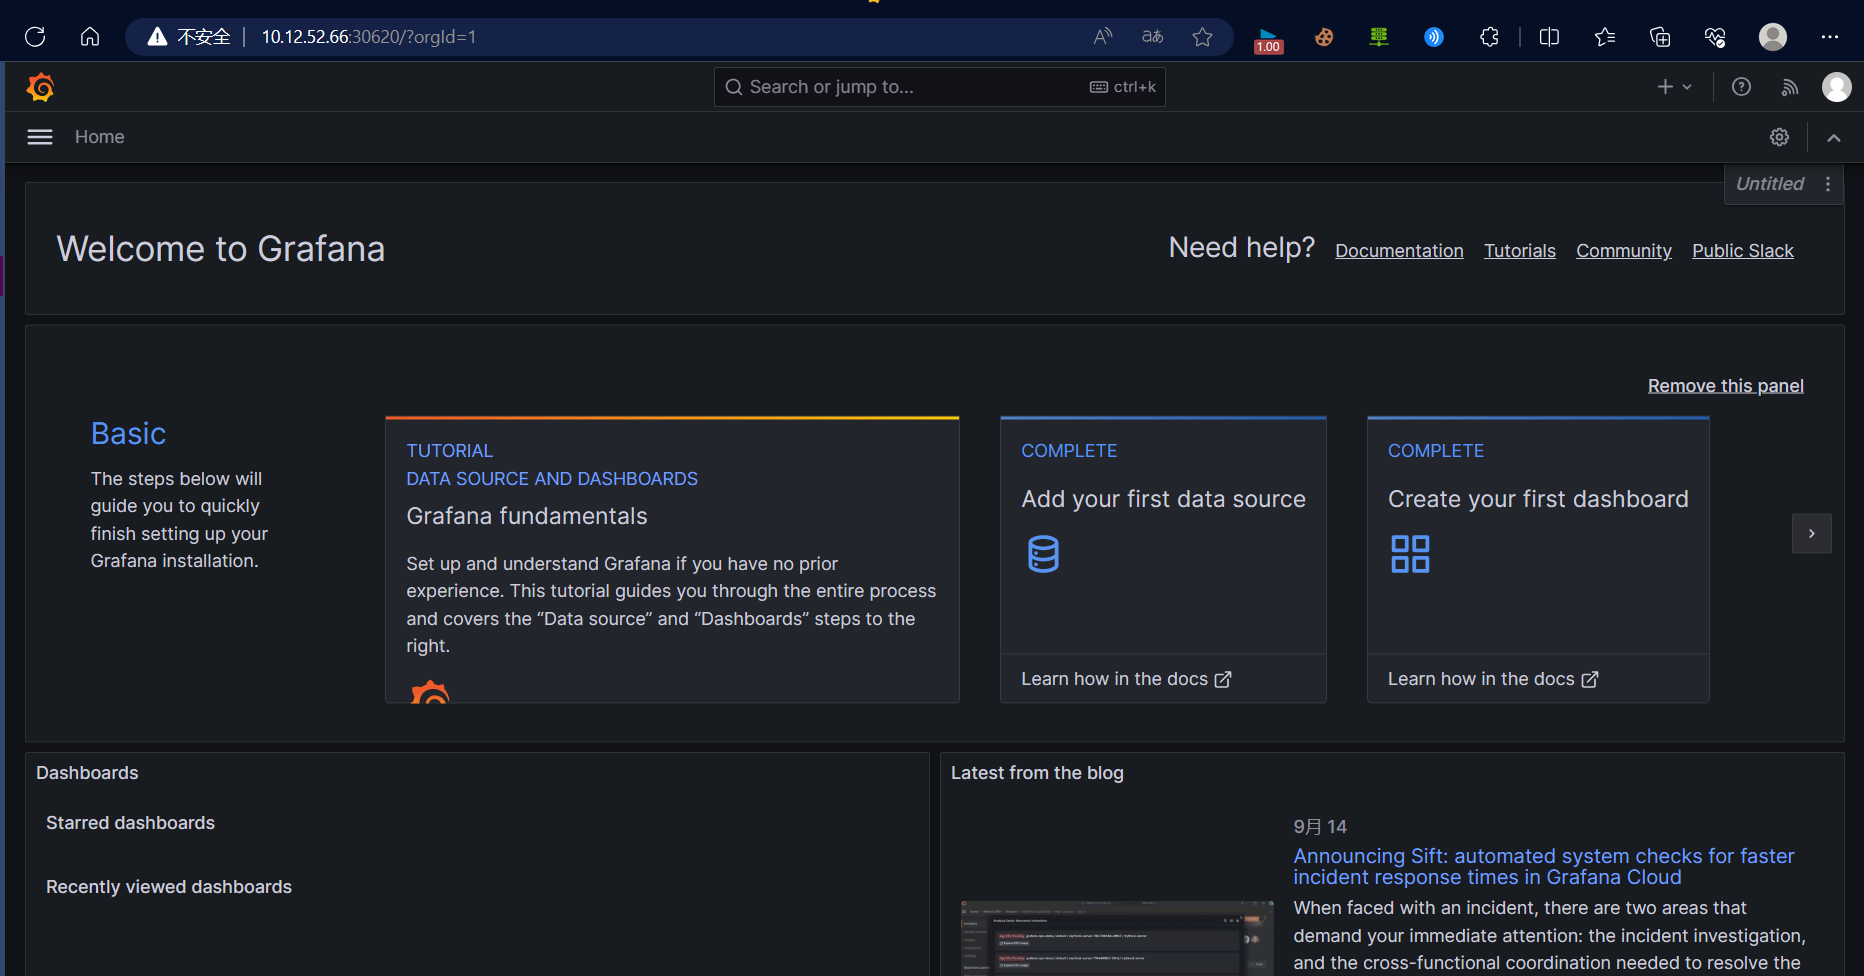 不安全
10.12.52.66:30620/?orgId=1
1.00
Search or jump to...
ctrl+k
Home
Untitled
Welcome to Grafana
Need help?
Documentation
Tutorials
Community
Public Slack
Remove this panel
Basic
The steps below will
guide you to quickly
finish setting up your
Grafana installation.
TUTORIAL
DATA SOURCE AND DASHBOARDS
Grafana fundamentals
Set up and understand Grafana if you have no prior
experience. This tutorial guides you through the entire process
and covers the “Data source” and “Dashboards” steps to the
right.
COMPLETE
Add your first data source
Learn how in the docs
COMPLETE
Create your first dashboard
Learn how in the docs
Dashboards
Starred dashboards
Recently viewed dashboards
Latest from the blog
9月 14
Announcing Sift: automated system checks for faster
incident response times in Grafana Cloud
When faced with an incident, there are two areas that
demand your immediate attention: the incident investigation,
and the cross-functional coordination needed to resolve the